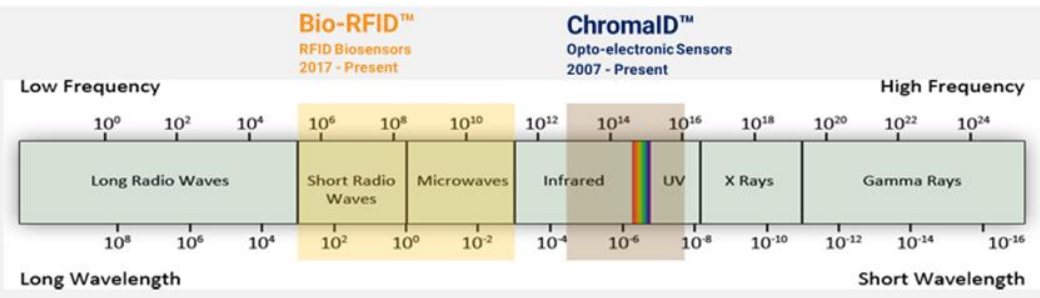 Bio-RFID™
RFID Biosensors
2017 - Present
ChromaID™
Opto-electronic Sensors
2007 - Present
Low Frequency
High Frequency
10⁰ 10² 10⁴ 10⁶ 10⁸ 10¹⁰ 10¹² 10¹⁴ 10¹⁶ 10¹⁸ 10²⁰ 10²² 10²⁴
Long Radio Waves
Short Radio
Waves
Microwaves
Infrared
UV
X Rays
Gamma Rays
10⁸ 10⁶ 10⁴ 10² 10⁰ 10⁻² 10⁻⁴ 10⁻⁶ 10⁻⁸ 10⁻¹⁰ 10⁻¹² 10⁻¹⁴ 10⁻¹⁶
Long Wavelength
Short Wavelength